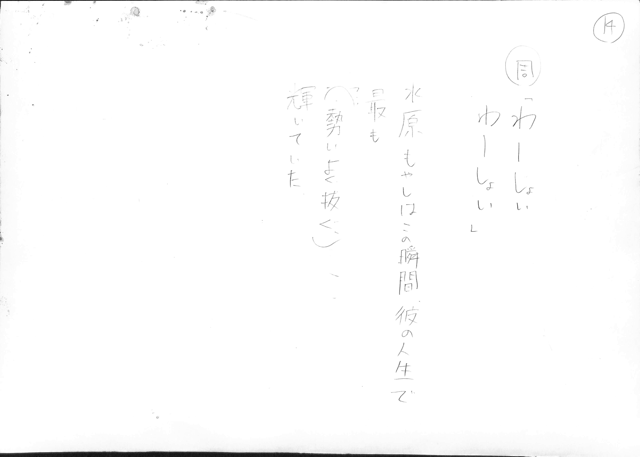 14
同「わーしょい
わーしょい」
水原もやしはこの瞬間、彼の人生で
最も
(勢いよく抜く)
輝いていた